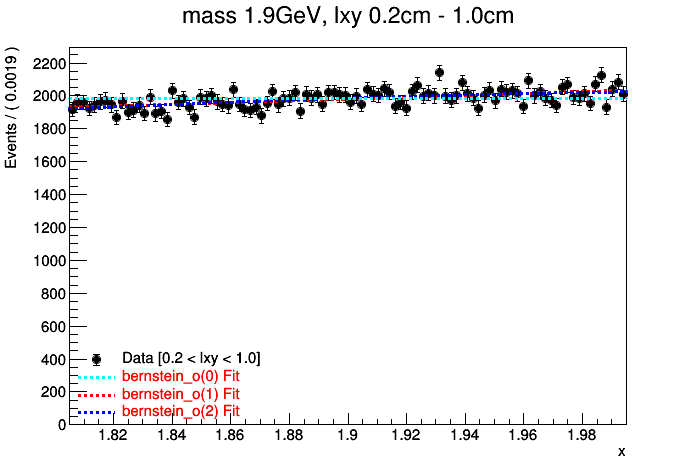 mass 1.9GeV, lxy 0.2cm - 1.0cm
Events / ( 0.0019 )
2200
2000
1800
1600
1400
1200
1000
800
600
400
200
0
Data [0.2 < lxy < 1.0]
bernstein_o(0) Fit
bernstein_o(1) Fit
bernstein_o(2) Fit
1.82 1.84 1.86 1.88 1.9 1.92 1.94 1.96 1.98
x